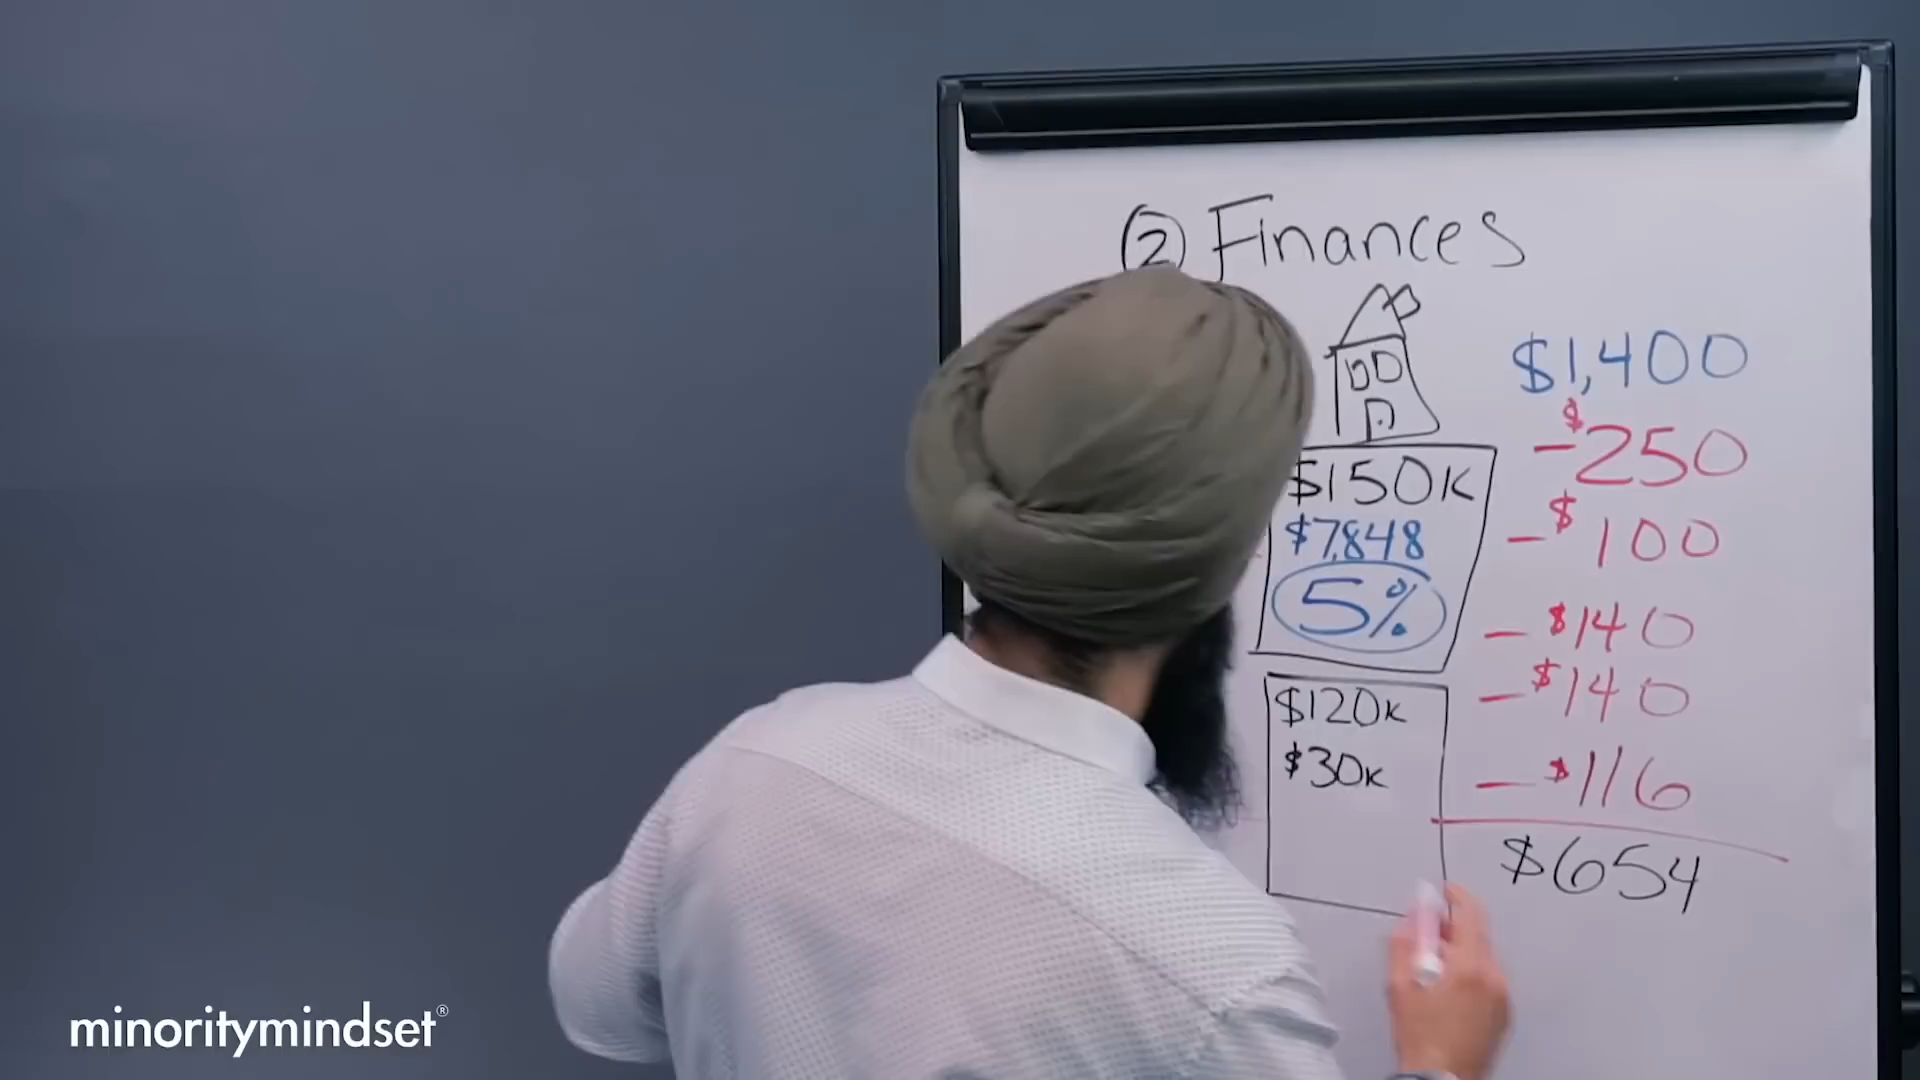 ② Finances
$1,400
-$250
$150K
$7,848
-$100
5%
-$140
$120K
-$140
$30K
-$116
$654
minoritymindset®